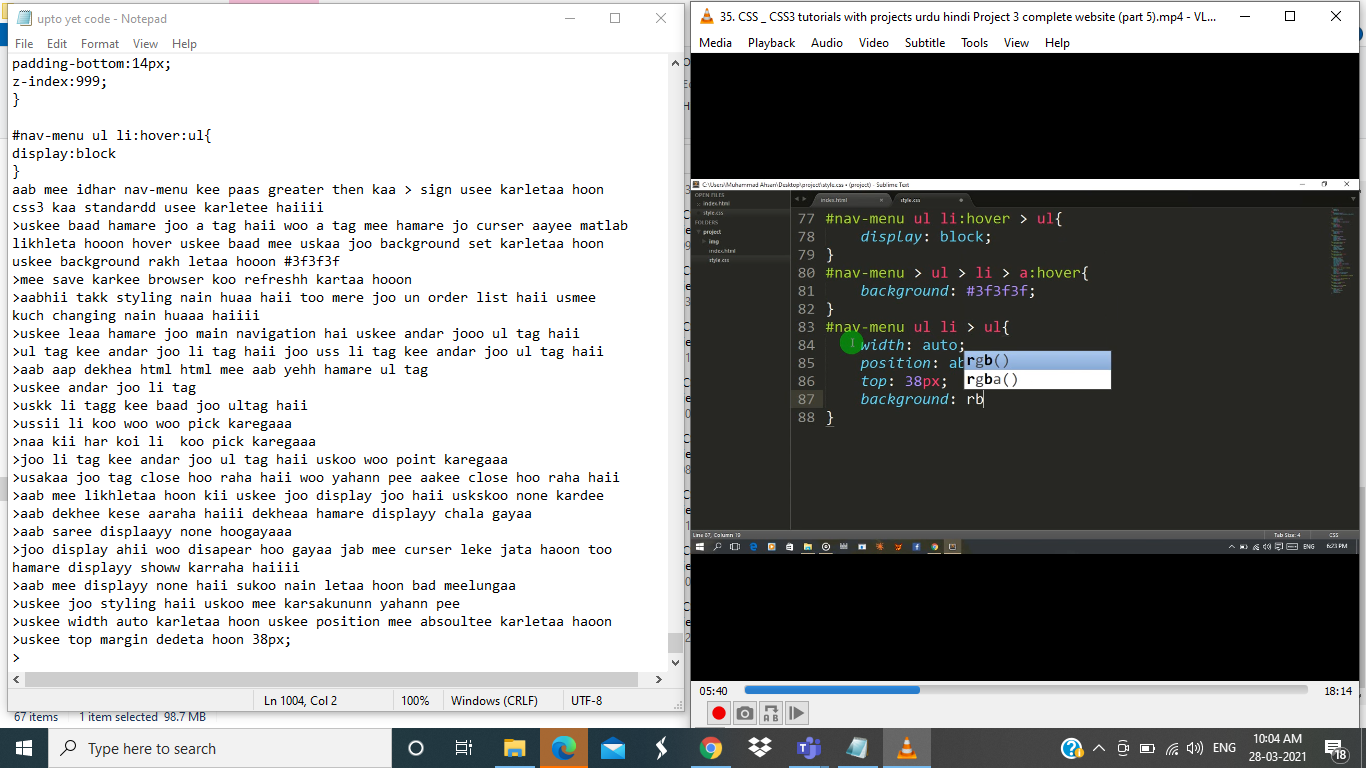 upto yet code - Notepad
File Edit Format View Help
padding-bottom:14px;
z-index:999;
}
#nav-menu ul li:hover:ul{
display:block
}
aab mee idhar nav-menu kee paas greater then kaa > sign usee karletaa hoon
css3 kaa standardd usee karletee haiiii
>uskee baad hamare joo a tag haii woo a tag mee hamare jo curser aayee matlab
likhleta hooon hover uskee baad mee uskaa joo background set karletaa hoon
uskee background rakh letaa hooon #3f3f3f
>mee save karkee browser koo refreshh kartaa hooon
>aabhii takk styling nain huaa haii too mere joo un order list haii usmee
kuch changing nain huaaa haiiii
>uskee leaa hamare joo main navigation hai uskee andar jooo ul tag haii
>ul tag kee andar joo li tag haii joo uss li tag kee andar joo ul tag haii
>aab aap dekhea html html mee aab yehh hamare ul tag
>uskee andar joo li tag
>uskk li tagg kee baad joo ultag haii
>ussii li koo woo woo pick karegaaa
>naa kii har koi li  koo pick karegaaa
>joo li tag kee andar joo ul tag haii uskoo woo point karegaaa
>usakaa joo tag close hoo raha haii woo yahann pee aakee close hoo raha haii
>aab mee likhletaa hoon kii uskee joo display joo haii uskskoo none kardee
>aab dekhee kese aaraha haiii dekheaa hamare displayy chala gayaa
>aab saree displaayy none hoogayaaa
>joo display ahii woo disapear hoo gayaa jab mee curser leke jata haoon too
hamare displayy showw karraha haiiii
>aab mee displayy none haii sukoo nain letaa hoon bad meelungaa
>uskee joo styling haii uskoo mee karsakununn yahann pee
>uskee width auto karletaa hoon uskee position mee absoultee karletaa haoon
>uskee top margin dedeta hoon 38px;
>
Ln 1004, Col 2 100% Windows (CRLF) UTF-8
67 items 1 item selected 98.7 MB
35. CSS _ CSS3 tutorials with projects urdu hindi Project 3 complete website (part 5).mp4 - VL...
Media Playback Audio Video Subtitle Tools View Help
C:\Users\Muhammad Ahsan\Desktop\project\style.css • (project) - Sublime Text
OPEN FILES
index.html
style.css
FOLDERS
project
img
index.html
style.css
index.html style.css
77 #nav-menu ul li:hover > ul{
78 display: block;
79 }
80 #nav-menu > ul > li > a:hover{
81 background: #3f3f3f;
82 }
83 #nav-menu ul li > ul{
84 width: auto;
85 position: ab
86 top: 38px;
87 background: rb
88 }
rgb()
rgba()
Line 87, Column 19 Tab Size: 4 CSS
ENG 6:23 PM
05:40 18:14
Type here to search
ENG
10:04 AM
28-03-2021
18